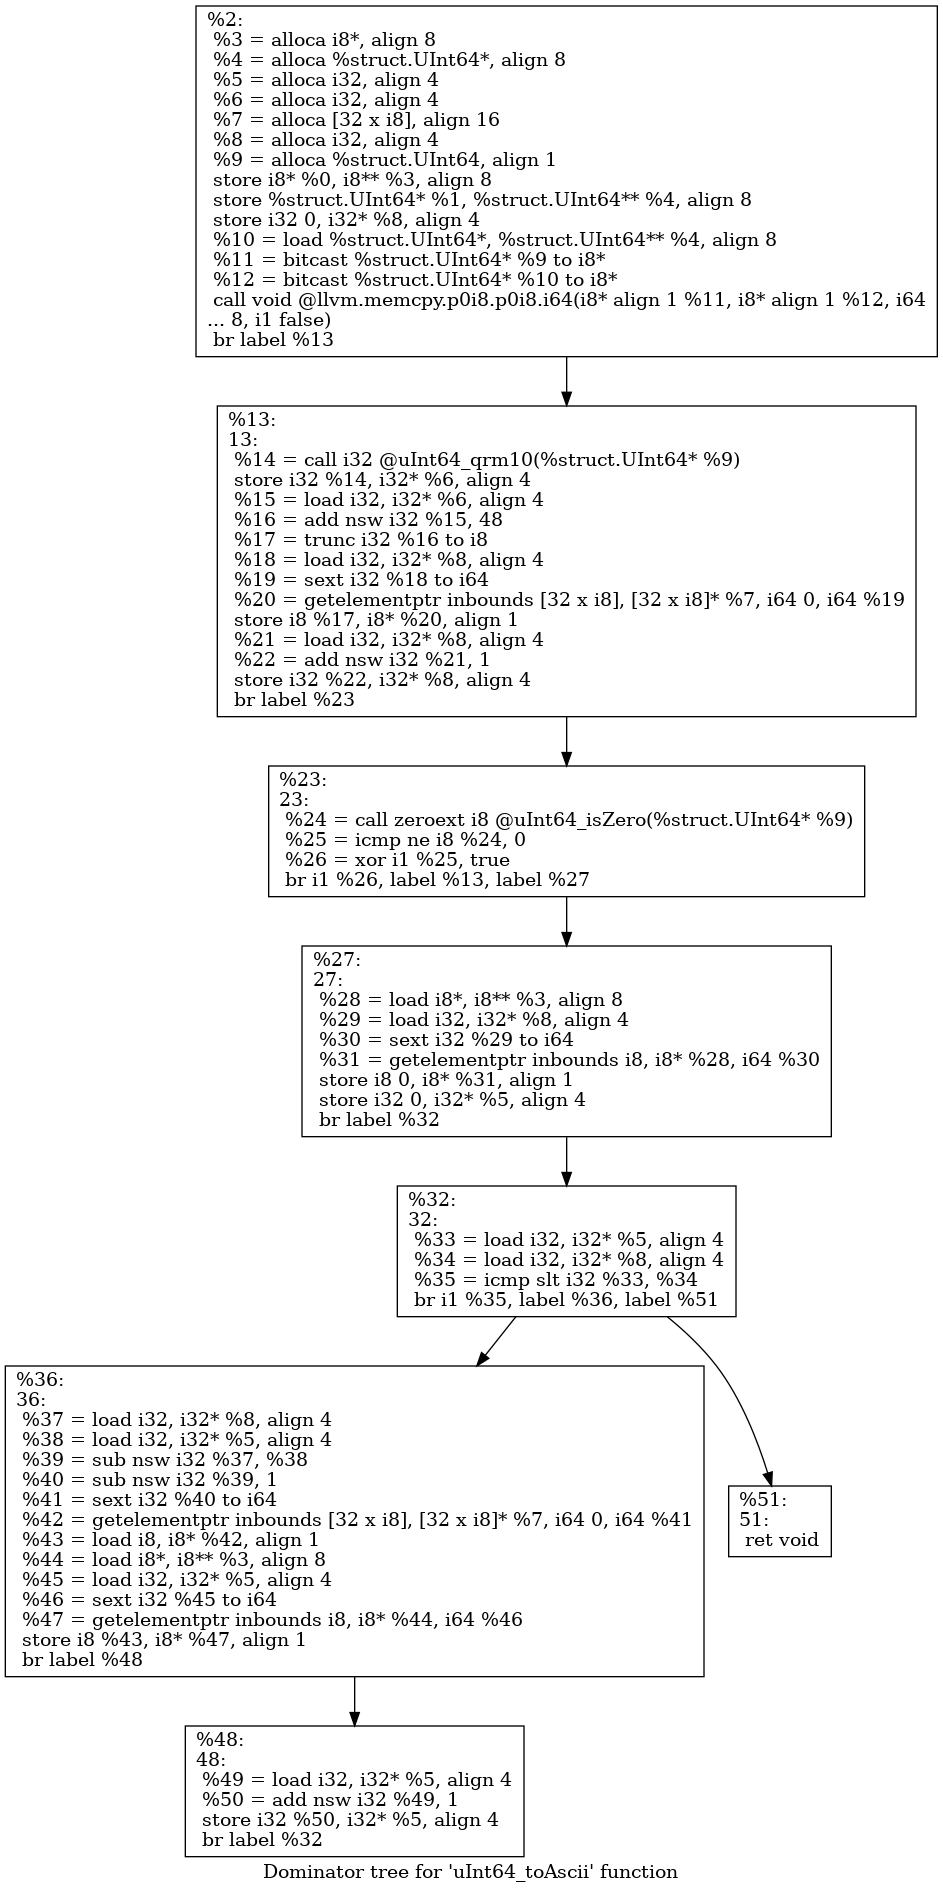 %2:
%3 = alloca i8*, align 8
%4 = alloca %struct.UInt64*, align 8
%5 = alloca i32, align 4
%6 = alloca i32, align 4
%7 = alloca [32 x i8], align 16
%8 = alloca i32, align 4
%9 = alloca %struct.UInt64, align 1
store i8* %0, i8** %3, align 8
store %struct.UInt64* %1, %struct.UInt64** %4, align 8
store i32 0, i32* %8, align 4
%10 = load %struct.UInt64*, %struct.UInt64** %4, align 8
%11 = bitcast %struct.UInt64* %9 to i8*
%12 = bitcast %struct.UInt64* %10 to i8*
call void @llvm.memcpy.p0i8.p0i8.i64(i8* align 1 %11, i8* align 1 %12, i64
... 8, i1 false)
br label %13
%13:
13:
%14 = call i32 @uInt64_qrm10(%struct.UInt64* %9)
store i32 %14, i32* %6, align 4
%15 = load i32, i32* %6, align 4
%16 = add nsw i32 %15, 48
%17 = trunc i32 %16 to i8
%18 = load i32, i32* %8, align 4
%19 = sext i32 %18 to i64
%20 = getelementptr inbounds [32 x i8], [32 x i8]* %7, i64 0, i64 %19
store i8 %17, i8* %20, align 1
%21 = load i32, i32* %8, align 4
%22 = add nsw i32 %21, 1
store i32 %22, i32* %8, align 4
br label %23
%23:
23:
%24 = call zeroext i8 @uInt64_isZero(%struct.UInt64* %9)
%25 = icmp ne i8 %24, 0
%26 = xor i1 %25, true
br i1 %26, label %13, label %27
%27:
27:
%28 = load i8*, i8** %3, align 8
%29 = load i32, i32* %8, align 4
%30 = sext i32 %29 to i64
%31 = getelementptr inbounds i8, i8* %28, i64 %30
store i8 0, i8* %31, align 1
store i32 0, i32* %5, align 4
br label %32
%32:
32:
%33 = load i32, i32* %5, align 4
%34 = load i32, i32* %8, align 4
%35 = icmp slt i32 %33, %34
br i1 %35, label %36, label %51
%36:
36:
%37 = load i32, i32* %8, align 4
%38 = load i32, i32* %5, align 4
%39 = sub nsw i32 %37, %38
%40 = sub nsw i32 %39, 1
%41 = sext i32 %40 to i64
%42 = getelementptr inbounds [32 x i8], [32 x i8]* %7, i64 0, i64 %41
%43 = load i8, i8* %42, align 1
%44 = load i8*, i8** %3, align 8
%45 = load i32, i32* %5, align 4
%46 = sext i32 %45 to i64
%47 = getelementptr inbounds i8, i8* %44, i64 %46
store i8 %43, i8* %47, align 1
br label %48
%51:
51:
ret void
%48:
48:
%49 = load i32, i32* %5, align 4
%50 = add nsw i32 %49, 1
store i32 %50, i32* %5, align 4
br label %32
Dominator tree for 'uInt64_toAscii' function